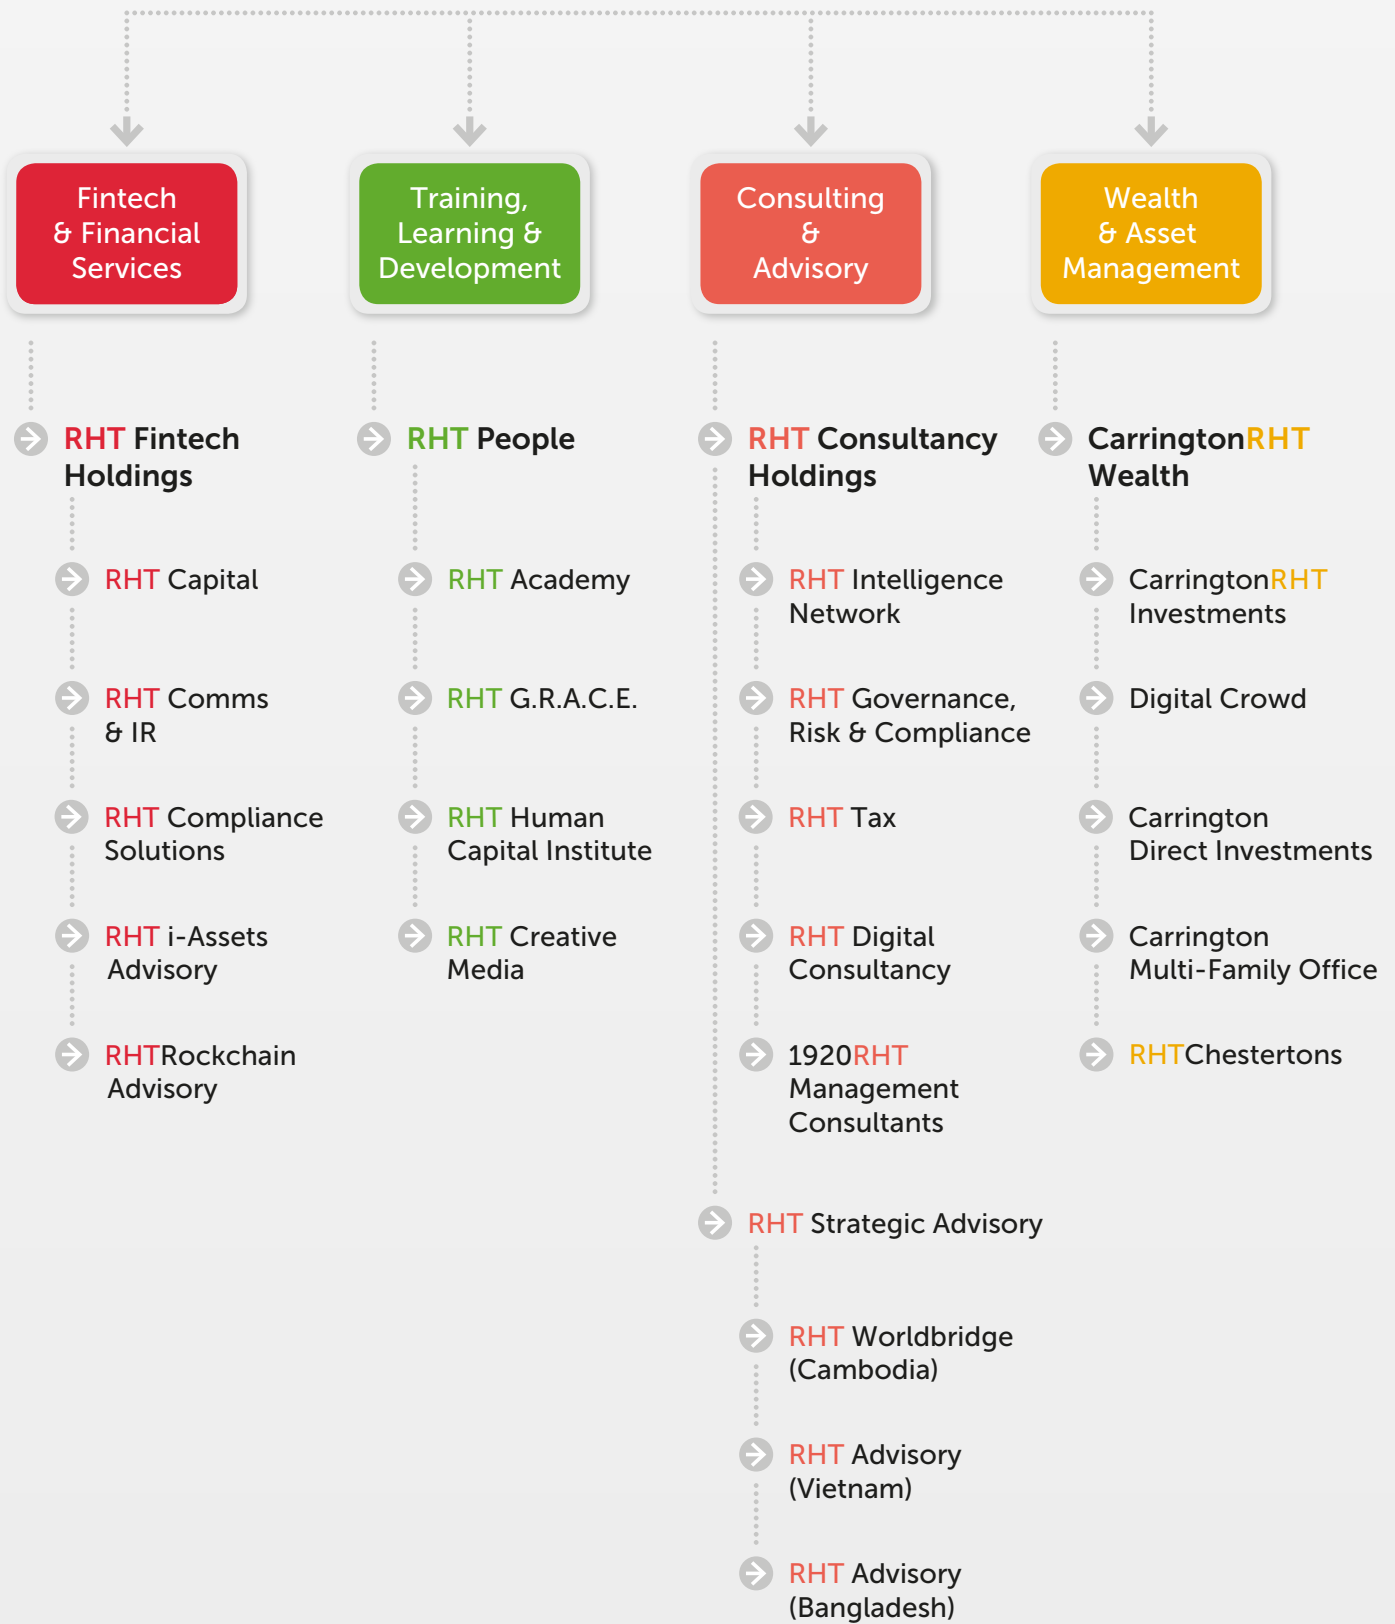 Fintech
& Financial
Services
Training,
Learning &
Development
Consulting
&
Advisory
Wealth
& Asset
Management
RHT Fintech
Holdings
RHT Capital
RHT Comms
& IR
RHT Compliance
Solutions
RHT i-Assets
Advisory
RHTRockchain
Advisory
RHT People
RHT Academy
RHT G.R.A.C.E.
RHT Human
Capital Institute
RHT Creative
Media
RHT Consultancy
Holdings
RHT Intelligence
Network
RHT Governance,
Risk & Compliance
RHT Tax
RHT Digital
Consultancy
1920RHT
Management
Consultants
RHT Strategic Advisory
RHT Worldbridge
(Cambodia)
RHT Advisory
(Vietnam)
RHT Advisory
(Bangladesh)
CarringtonRHT
Wealth
CarringtonRHT
Investments
Digital Crowd
Carrington
Direct Investments
Carrington
Multi-Family Office
RHTChestertons